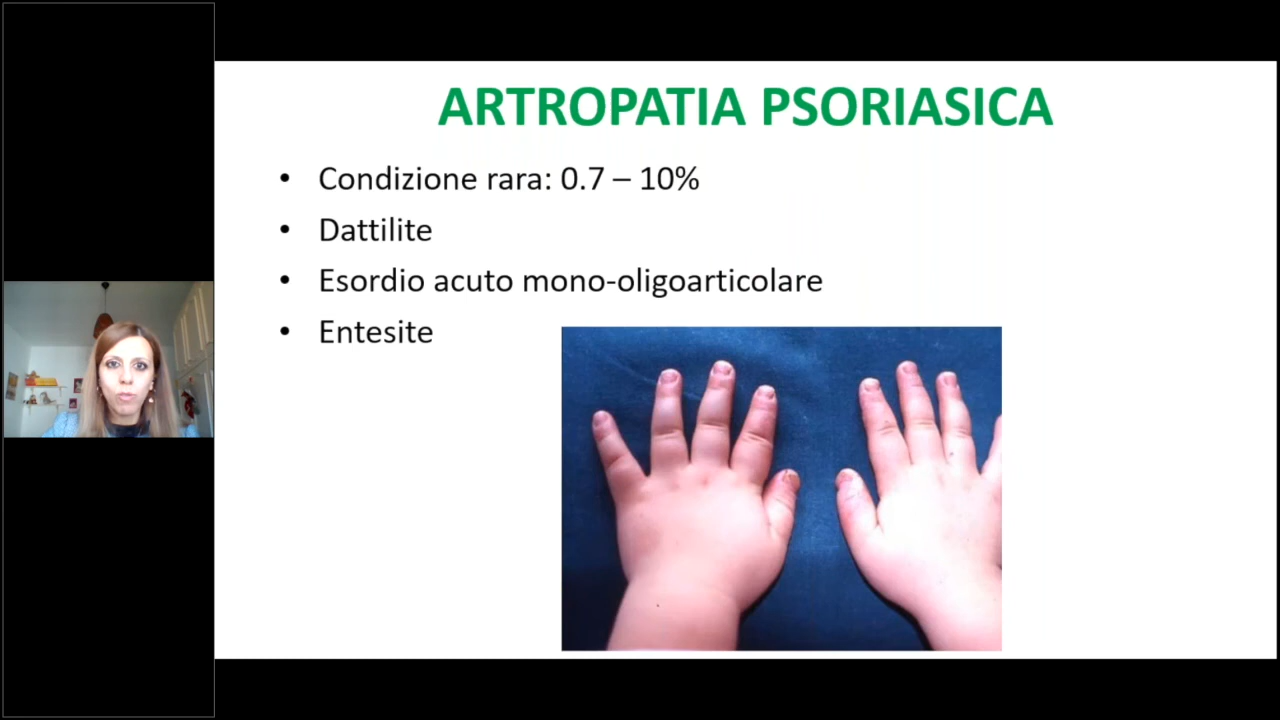 ARTROPATIA PSORIASICA
• Condizione rara: 0.7 – 10%
• Dattilite
• Esordio acuto mono-oligoarticolare
• Entesite